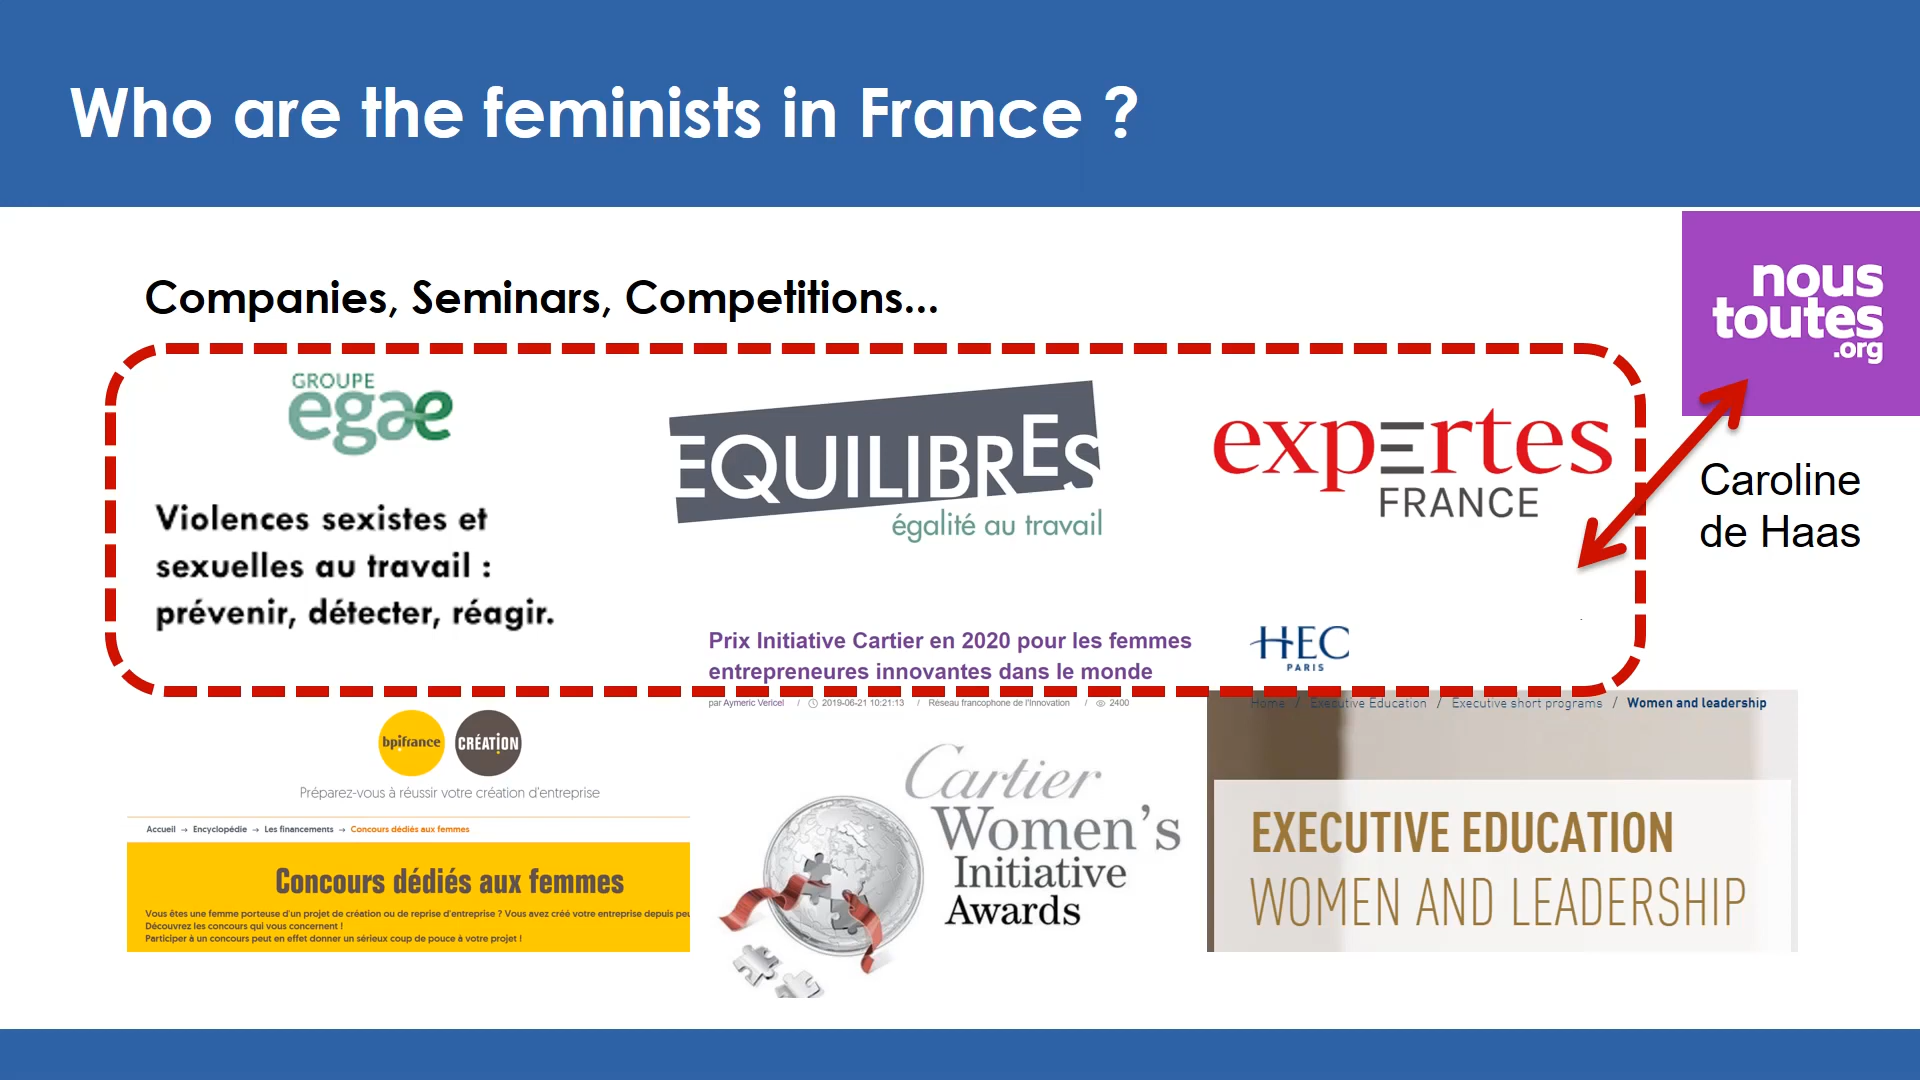 Who are the feminists in France ?
Companies, Seminars, Competitions...
nous
toutes
.org
Caroline
de Haas
GROUPE
egae
Violences sexistes et
sexuelles au travail :
prévenir, détecter, réagir.
EQUILIBRES
égalité au travail
expertes
FRANCE
Prix Initiative Cartier en 2020 pour les femmes
entrepreneures innovantes dans le monde
par Aymeric Vericel / 2019-06-21 10:21:13 / Réseau francophone de l'Innovation / 2400
HEC
PARIS
Home / Executive Education / Executive short programs / Women and leadership
bpifrance CRÉATION
Préparez-vous à réussir votre création d'entreprise
Accueil → Encyclopédie → Les financements → Concours dédiés aux femmes
Concours dédiés aux femmes
Vous êtes une femme porteuse d'un projet de création ou de reprise d'entreprise ? Vous avez créé votre entreprise depuis peu
Découvrez les concours qui vous concernent !
Participer à un concours peut en effet donner un sérieux coup de pouce à votre projet !
Cartier
Women's
Initiative
Awards
EXECUTIVE EDUCATION
WOMEN AND LEADERSHIP